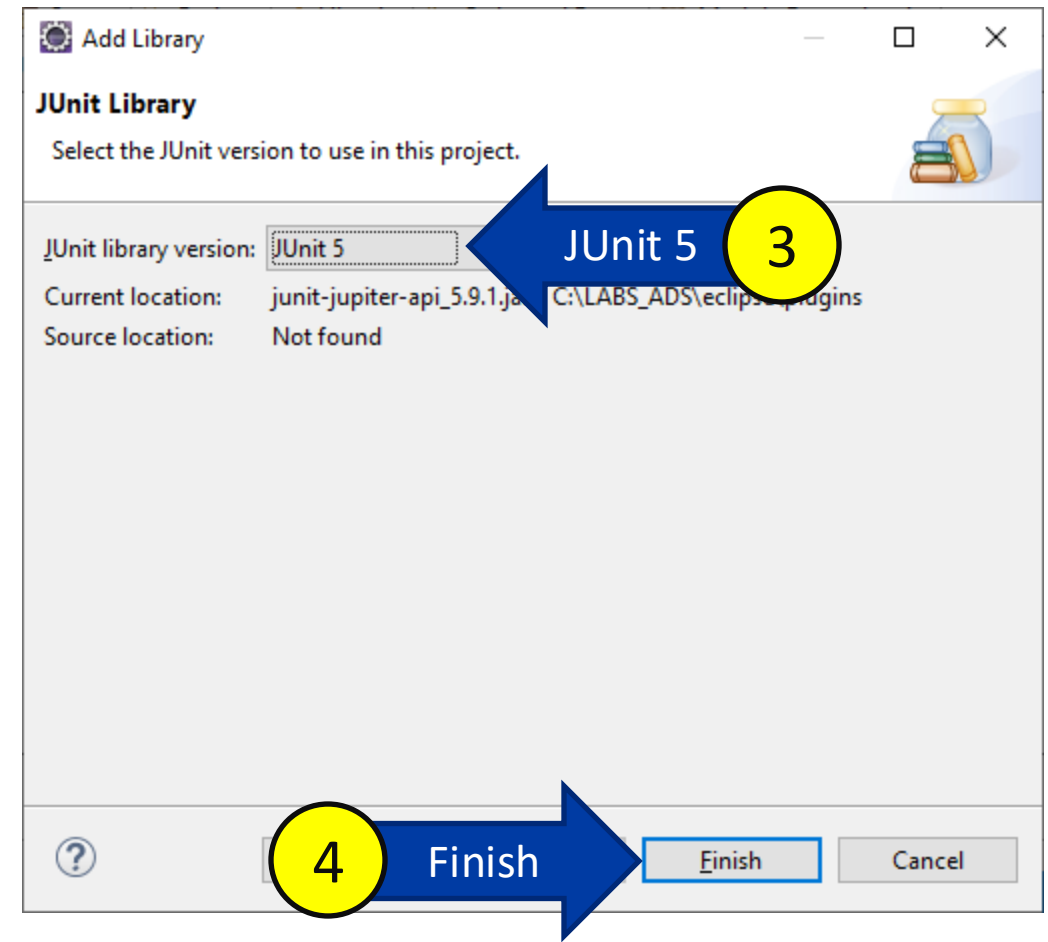 Add Library
JUnit Library
Select the JUnit version to use in this project.
JUnit library version: JUnit 5
JUnit 5 3
Current location: junit-jupiter-api_5.9.1.ja C:\LABS_ADS\eclipse\plugins
Source location: Not found
4 Finish
Finish Cancel